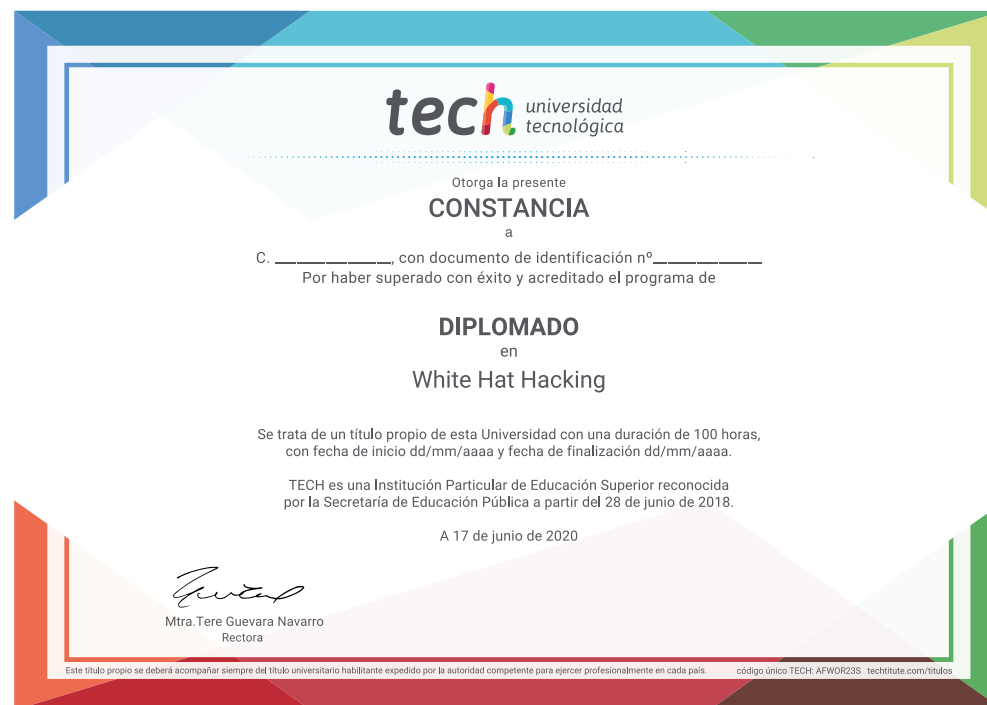 tech universidad
tecnológica
Otorga la presente
CONSTANCIA
a
C. ________________, con documento de identificación nº_______________
Por haber superado con éxito y acreditado el programa de
DIPLOMADO
en
White Hat Hacking
Se trata de un título propio de esta Universidad con una duración de 100 horas,
con fecha de inicio dd/mm/aaaa y fecha de finalización dd/mm/aaaa.
TECH es una Institución Particular de Educación Superior reconocida
por la Secretaría de Educación Pública a partir del 28 de junio de 2018.
A 17 de junio de 2020
Mtra.Tere Guevara Navarro
Rectora
Este título propio se deberá acompañar siempre del título universitario habilitante expedido por la autoridad competente para ejercer profesionalmente en cada país. código único TECH: AFWOR23S techtitute.com/titulos